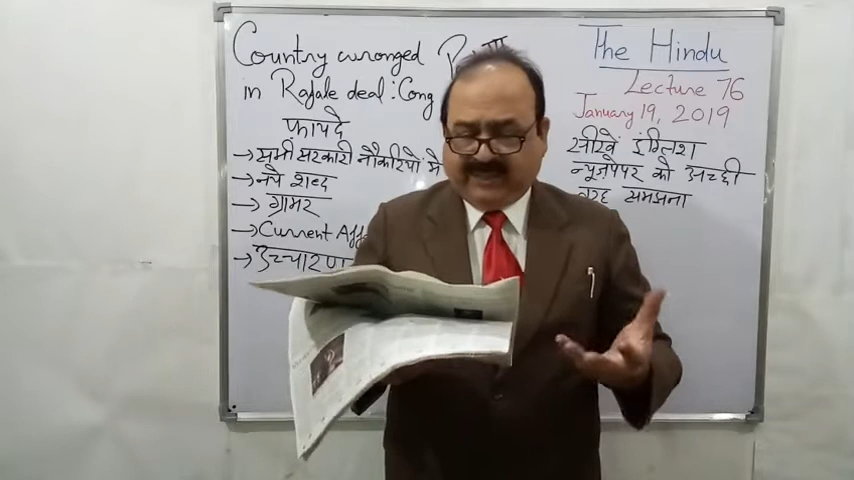 Country wronged
in Rafale deal : Cong
फायदे
→ सभी सरकारी नौकरियों में
→ नये शब्द
→ ग्रामर
→ Current
→ उच्चारण
The Hindu
Lecture 76
January 19, 2019
सीखें इंग्लिश
न्यूज़पेपर को अच्छी
तरह समझना